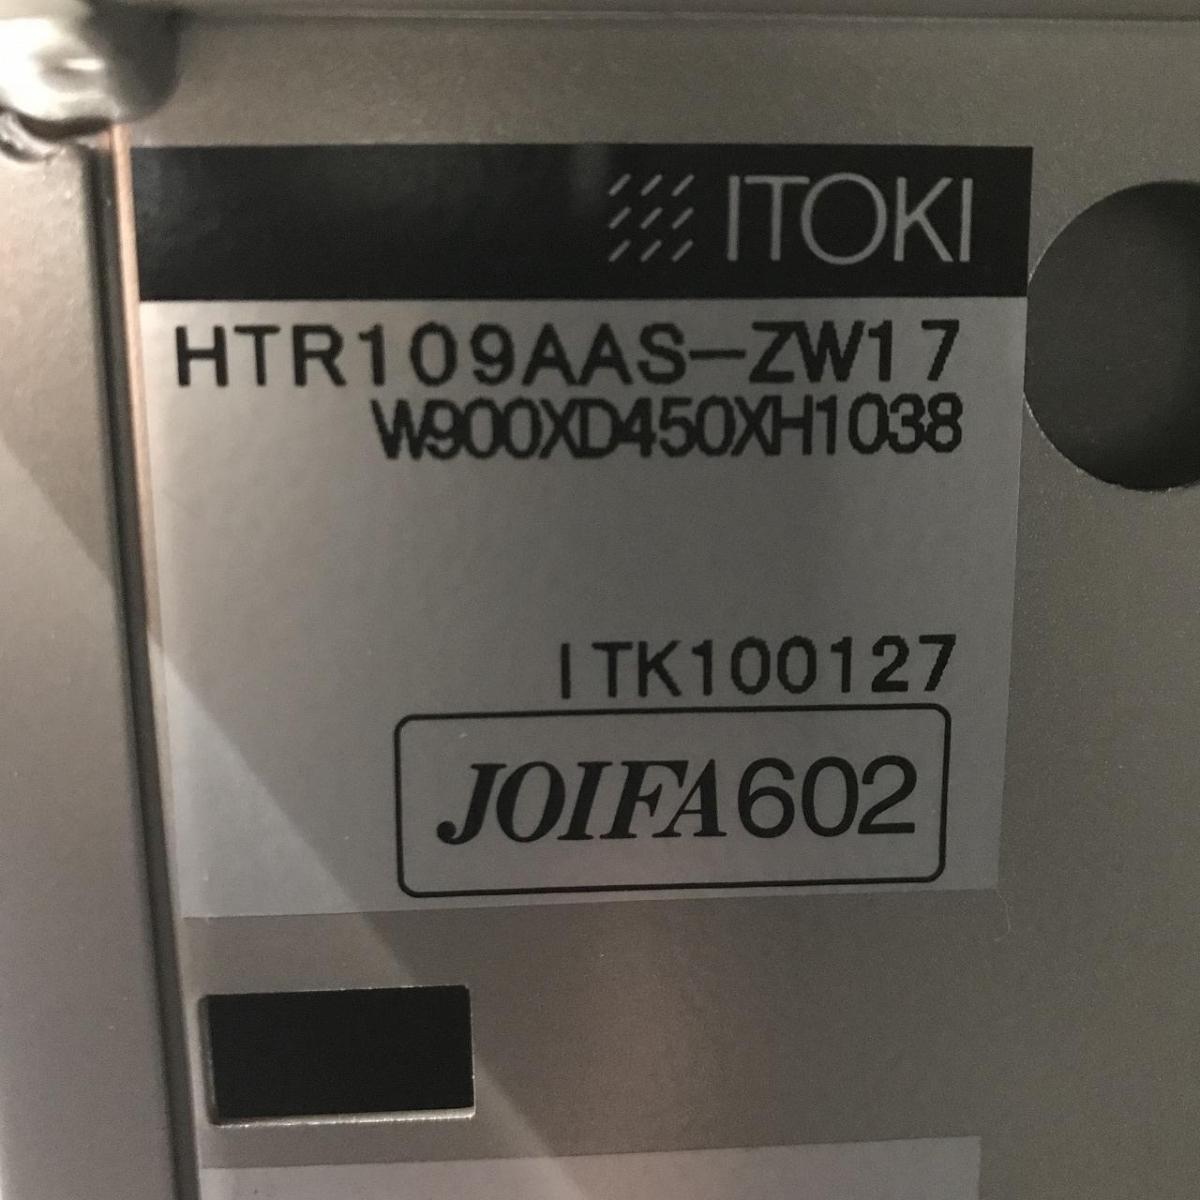 ITOKI
HTR109AAS-ZW17
W900XD450XH1038
ITK100127
JOIFA602